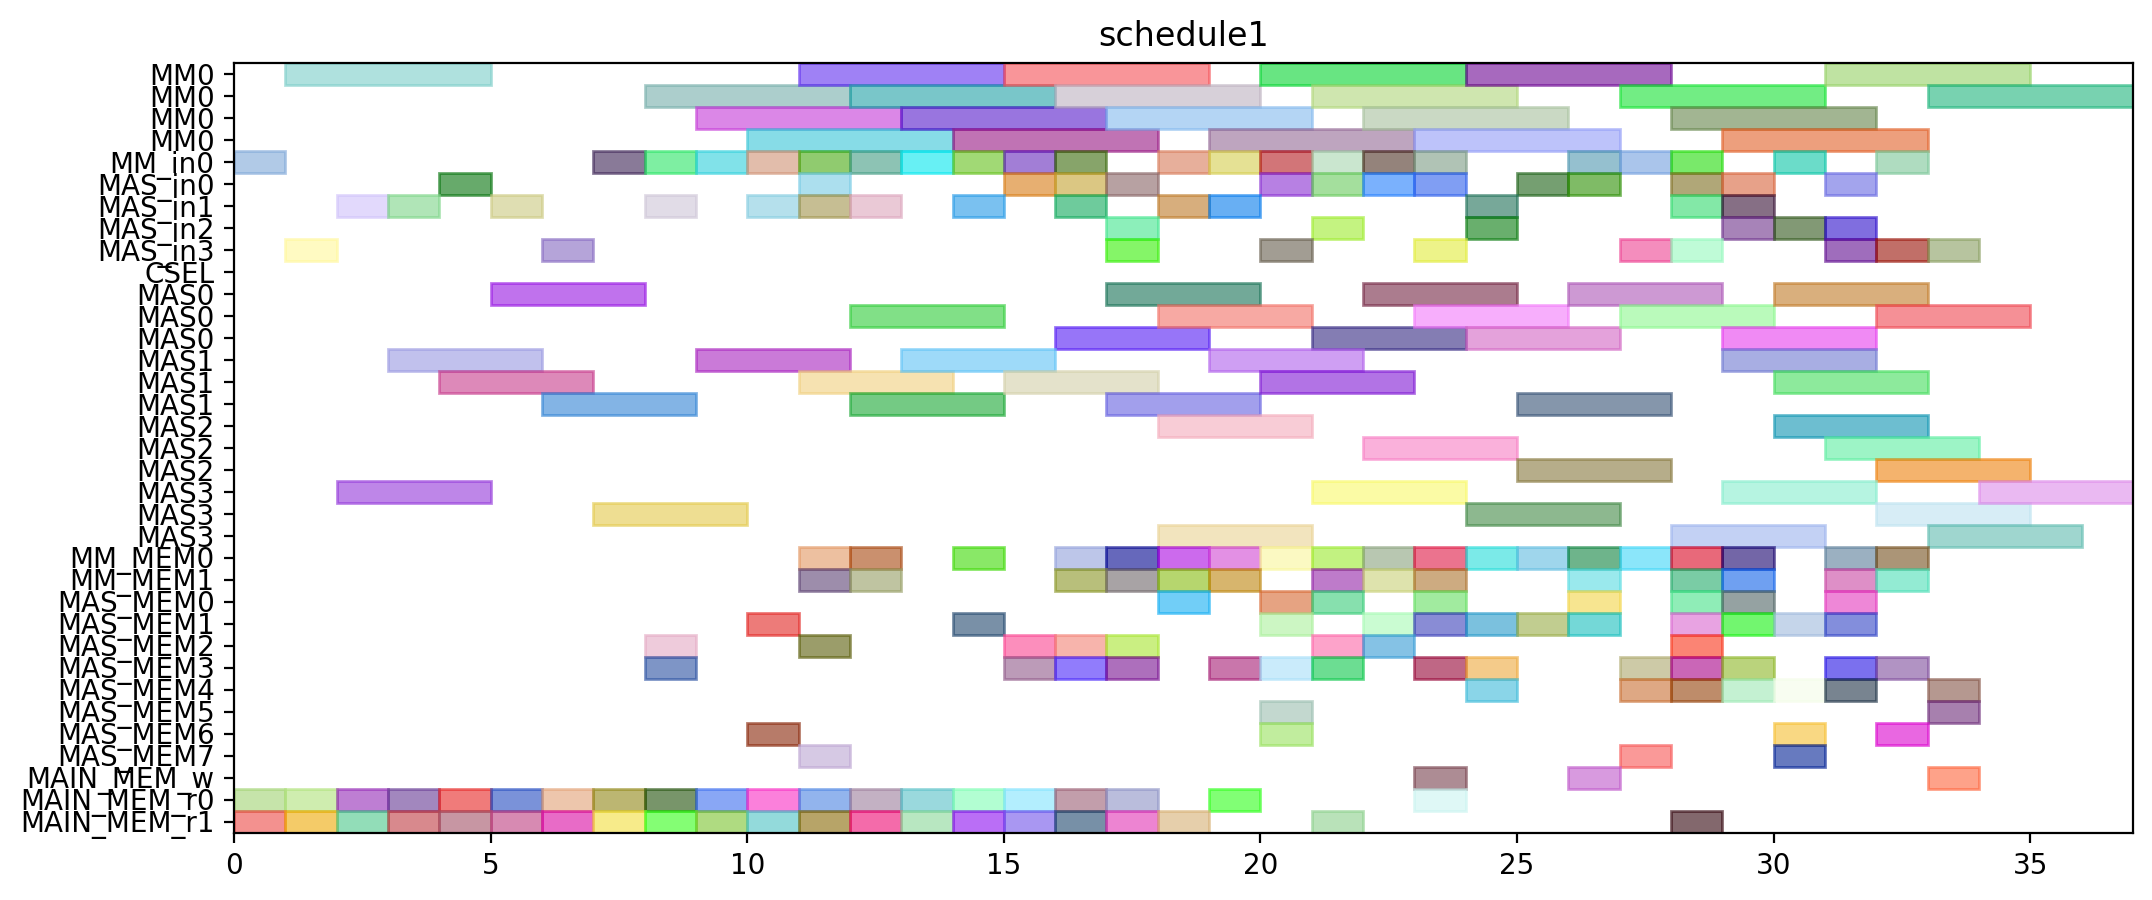 schedule1
MM0
MM0
MM0
MM0
MM_in0
MAS_in0
MAS_in1
MAS_in2
MAS_in3
CSEL
MAS0
MAS0
MAS0
MAS1
MAS1
MAS1
MAS2
MAS2
MAS2
MAS3
MAS3
MAS3
MM_MEM0
MM_MEM1
MAS_MEM0
MAS_MEM1
MAS_MEM2
MAS_MEM3
MAS_MEM4
MAS_MEM5
MAS_MEM6
MAS_MEM7
MAIN_MEM_w
MAIN_MEM_r0
MAIN_MEM_r1
0 5 10 15 20 25 30 35